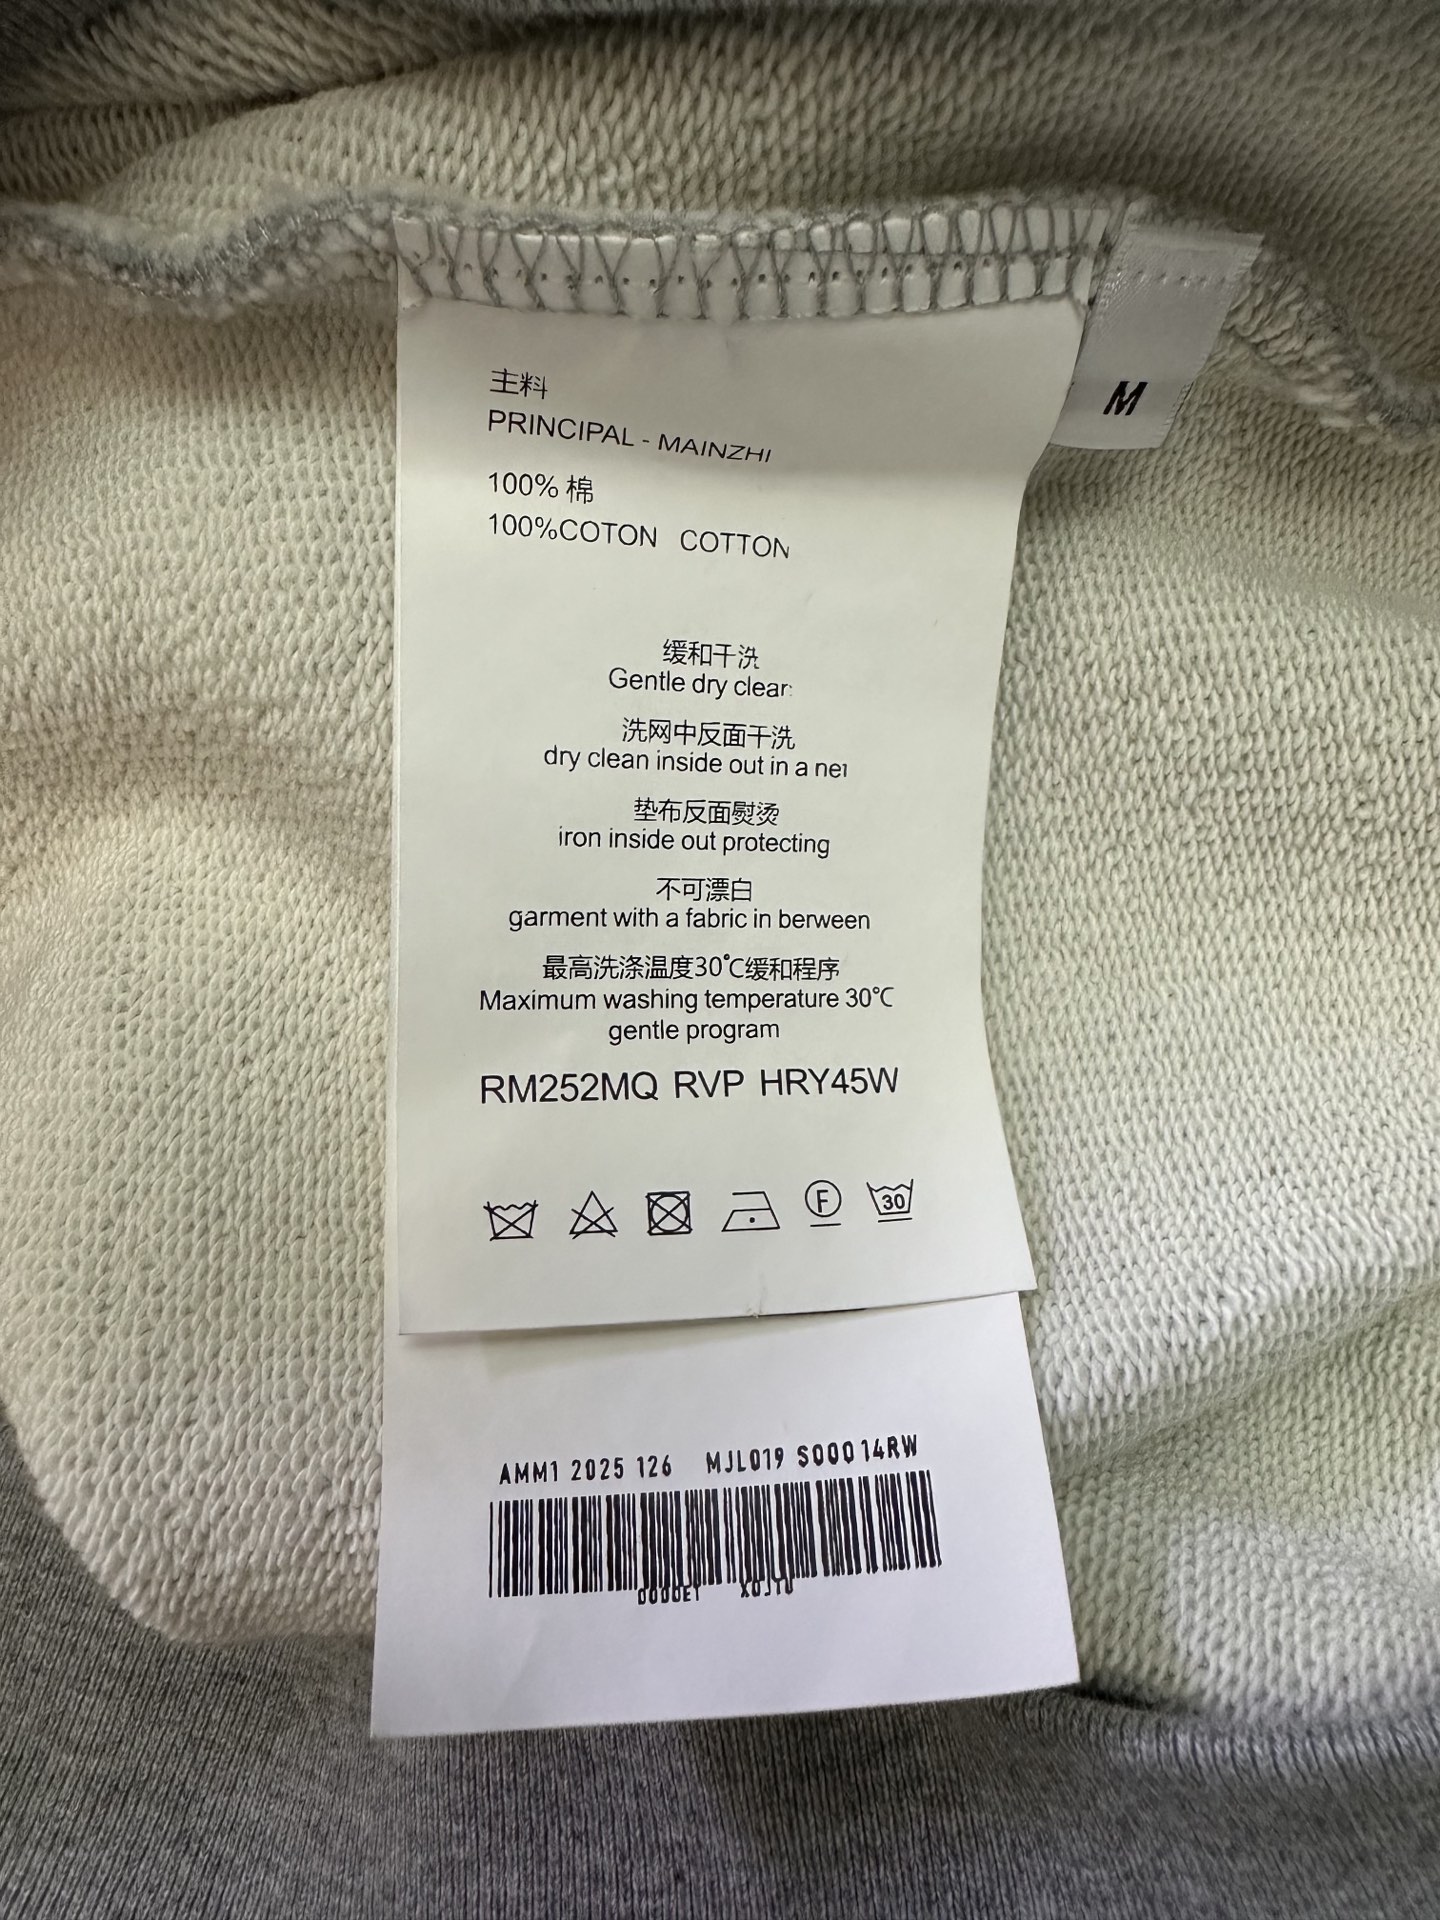 主料
PRINCIPAL - MAINZHI
M
100% 棉
100%COTON COTTON
缓和干洗
Gentle dry clear
洗网中反面干洗
dry clean inside out in a net
垫布反面熨烫
iron inside out protecting
不可漂白
garment with a fabric in berween
最高洗涤温度30℃缓和程序
Maximum washing temperature 30℃
gentle program
RM252MQ RVP HRY45W
F
30
AMM1 2025 126 MJL019 S000 14RW